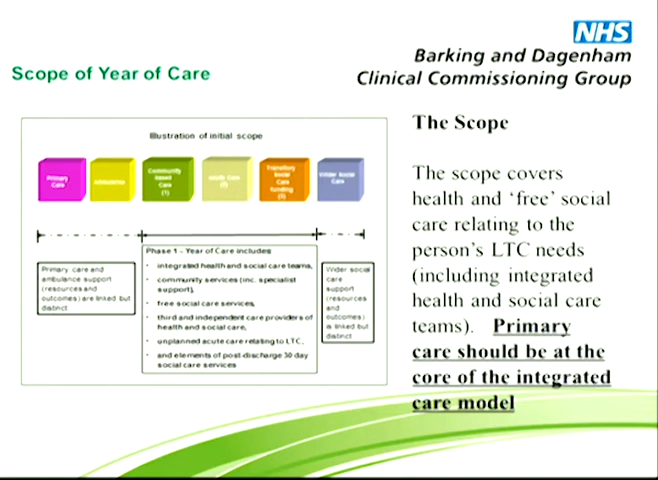 NHS
Barking and Dagenham
Clinical Commissioning Group
Scope of Year of Care
Illustration of initial scope
Primary
Care
Ambulance
Community
based
Care
(1)
Acute Care
(2)
Transitory
Social
Care
funding
(3)
Wider Social
Care
Primary care and
ambulance support
(resources and
outcomes) are linked but
distinct
Phase 1 - Year of Care includes
• integrated health and social care teams,
• community services (inc. specialist
support),
• free social care services,
• third and independent care providers of
health and social care,
• unplanned acute care relating to LTC,
• and elements of post-discharge 30 day
social care services
Wider social
care
support
(resources
and
outcomes)
is linked but
distinct
The Scope
The scope covers
health and ‘free’ social
care relating to the
person’s LTC needs
(including integrated
health and social care
teams). Primary
care should be at the
core of the integrated
care model